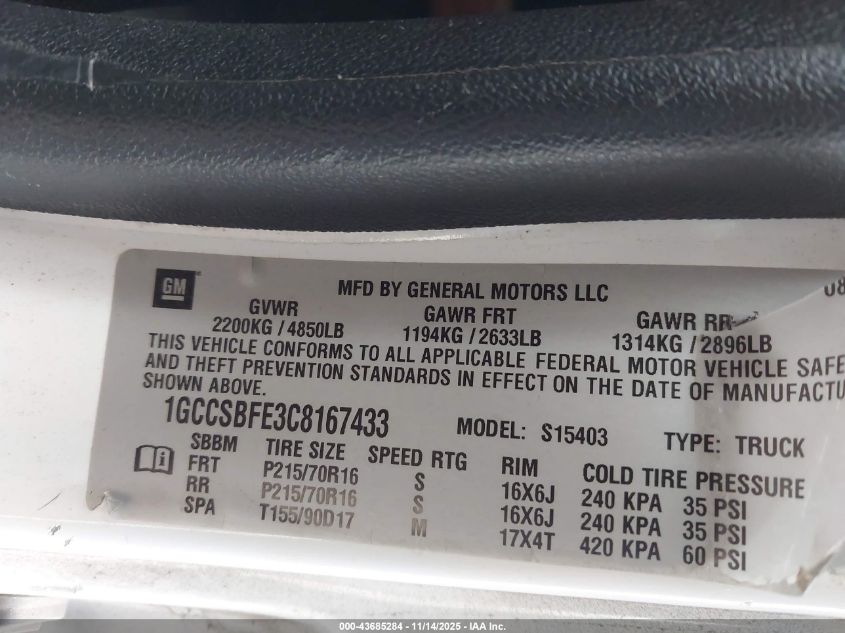 GM
MFD BY GENERAL MOTORS LLC
08
GVWR GAWR FRT GAWR RR
2200KG / 4850LB 1194KG / 2633LB 1314KG / 2896LB
THIS VEHICLE CONFORMS TO ALL APPLICABLE FEDERAL MOTOR VEHICLE SAFE
AND THEFT PREVENTION STANDARDS IN EFFECT ON THE DATE OF MANUFACTU
SHOWN ABOVE.
1GCCSBFE3C8167433 MODEL: S15403 TYPE: TRUCK
SBBM TIRE SIZE SPEED RTG RIM COLD TIRE PRESSURE
FRT P215/70R16 S 16X6J 240 KPA 35 PSI
RR P215/70R16 S 16X6J 240 KPA 35 PSI
SPA T155/90D17 M 17X4T 420 KPA 60 PSI
000-43685284 | 11/14/2025 - IAA Inc.